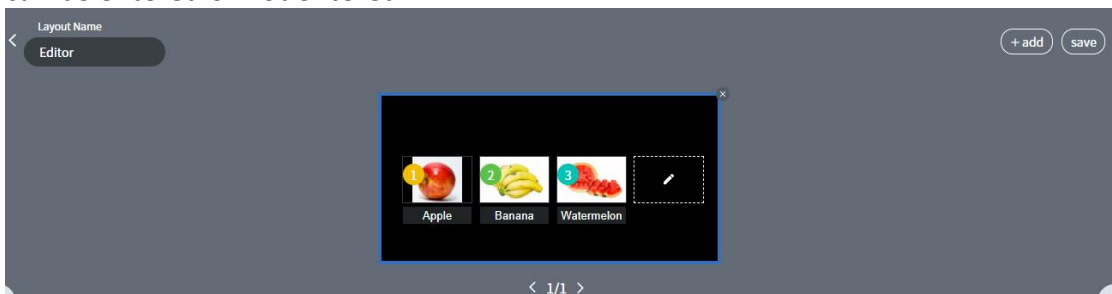 Layout Name
Editor
+ add save
1 2 3
Apple Banana Watermelon
< 1/1 >